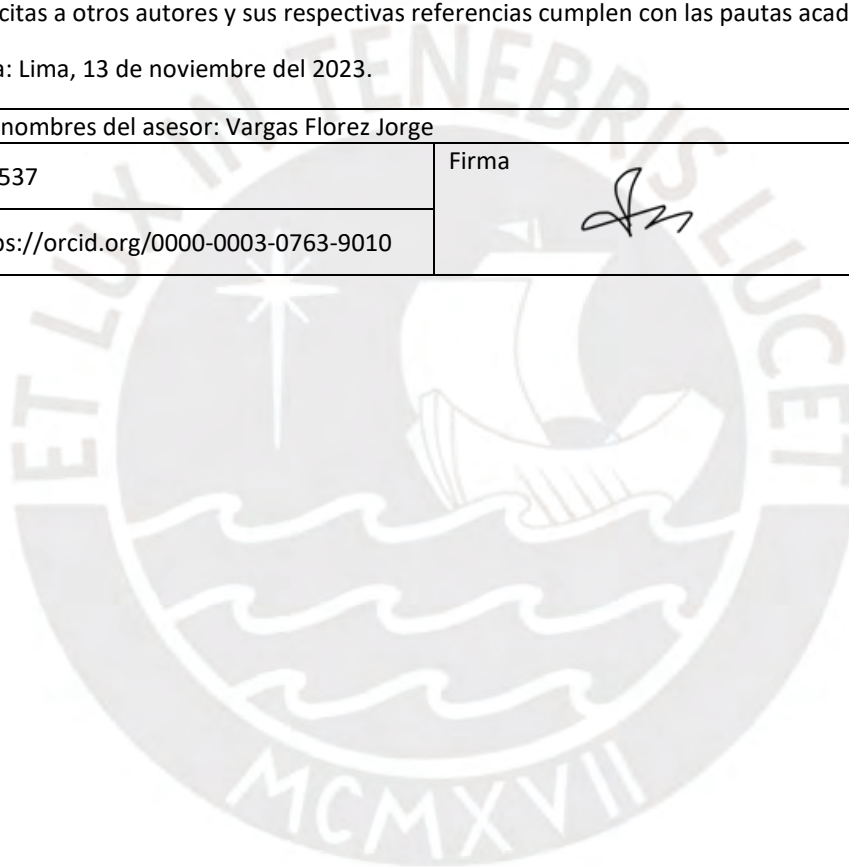 citas a otros autores y sus respectivas referencias cumplen con las pautas acad
a: Lima, 13 de noviembre del 2023.
nombres del asesor: Vargas Florez Jorge
537
Firma
os://orcid.org/0000-0003-0763-9010
ET LUX IN TENEBRIS LUCET
MCMXVII